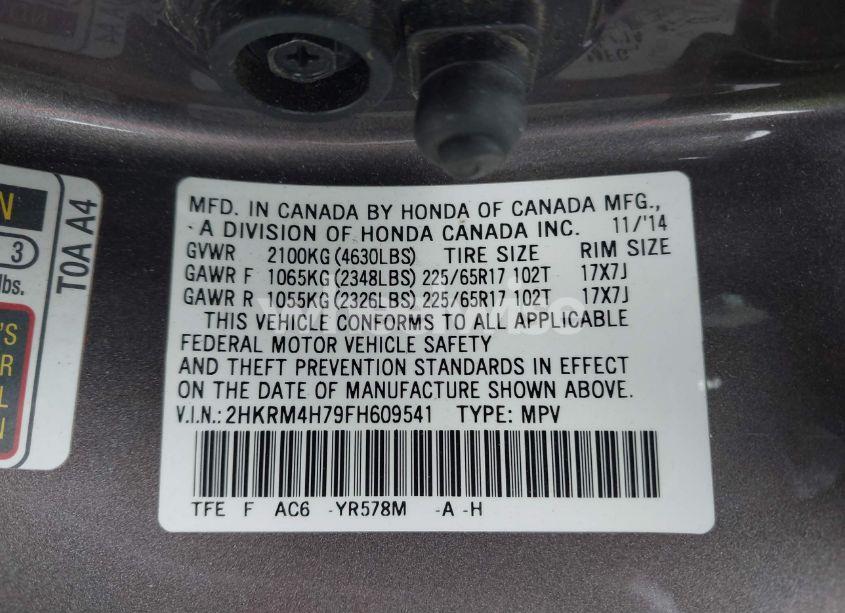 MFD. IN CANADA BY HONDA OF CANADA MFG.,
A DIVISION OF HONDA CANADA INC. 11/'14
GVWR 2100KG (4630LBS) TIRE SIZE RIM SIZE
GAWR F 1065KG (2348LBS) 225/65R17 102T 17X7J
GAWR R 1055KG (2326LBS) 225/65R17 102T 17X7J
THIS VEHICLE CONFORMS TO ALL APPLICABLE
FEDERAL MOTOR VEHICLE SAFETY
AND THEFT PREVENTION STANDARDS IN EFFECT
ON THE DATE OF MANUFACTURE SHOWN ABOVE.
V.I.N.: 2HKRM4H79FH609541 TYPE: MPV
TFE F AC6 -YR578M -A -H
T0A A4
N
3
lbs.
'S
R
L
N